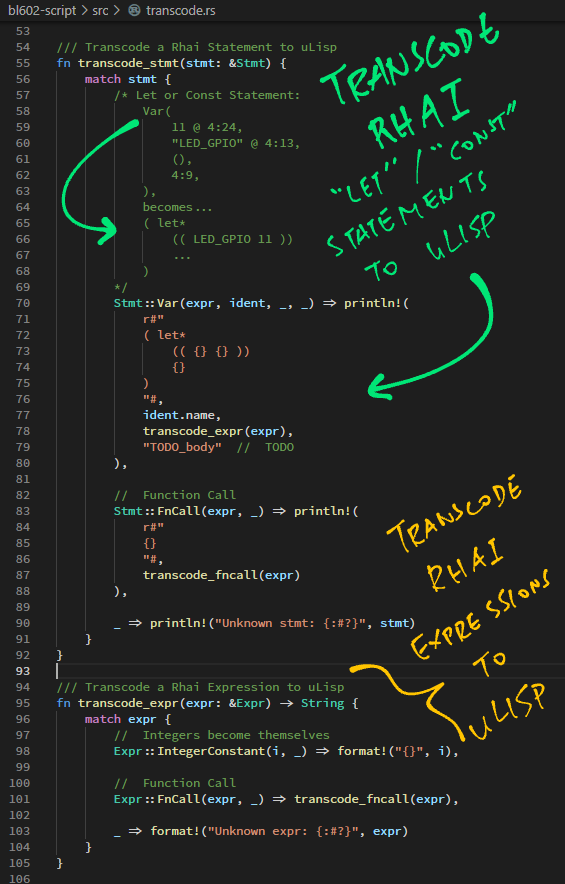 bl602-script > src > transcode.rs
53
54 /// Transcode a Rhai Statement to uLisp
55 fn transcode_stmt(stmt: &Stmt) {
56     match stmt {
57         /* Let or Const Statement:
58             Var(
59                 11 @ 4:24,
60                 "LED_GPIO" @ 4:13,
61                 (),
62                 4:9,
63             ),
64             becomes...
65             ( let*
66                 (( LED_GPIO 11 ))
67                 ...
68             )
69         */
70         Stmt::Var(expr, ident, _, _) => println!(
71             r#"
72             ( let*
73                 (( {} {} ))
74                 {}
75             )
76             "#,
77             ident.name,
78             transcode_expr(expr),
79             "TODO_body"  //  TODO
80         ),
81
82         //  Function Call
83         Stmt::FnCall(expr, _) => println!(
84             r#"
85             {}
86             "#,
87             transcode_fncall(expr)
88         ),
89
90         _ => println!("Unknown stmt: {:#?}", stmt)
91     }
92 }
93
94 /// Transcode a Rhai Expression to uLisp
95 fn transcode_expr(expr: &Expr) -> String {
96     match expr {
97         //  Integers become themselves
98         Expr::IntegerConstant(i, _) => format!("{}", i),
99
100         //  Function Call
101         Expr::FnCall(expr, _) => transcode_fncall(expr),
102
103         _ => format!("Unknown expr: {:#?}", expr)
104     }
105 }
106
TRANSCODE
RHAI
"LET" / "CONST"
STATEMENTS
TO ULISP
TRANSCODE
RHAI
EXPRESSIONS
TO
ULISP